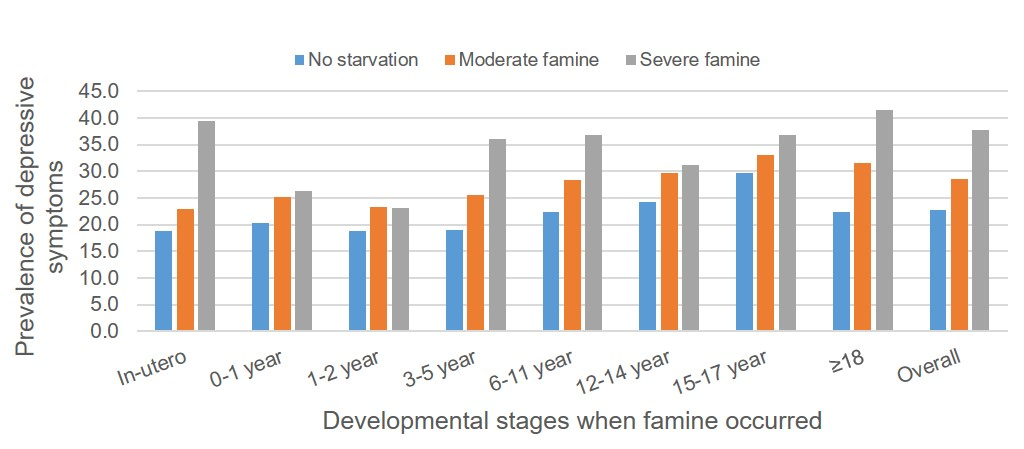 No starvation Moderate famine Severe famine
Prevalence of depressive
symptoms
45.0
40.0
35.0
30.0
25.0
20.0
15.0
10.0
5.0
0.0
In-utero 0-1 year 1-2 year 3-5 year 6-11 year 12-14 year 15-17 year ≥18 Overall
Developmental stages when famine occurred